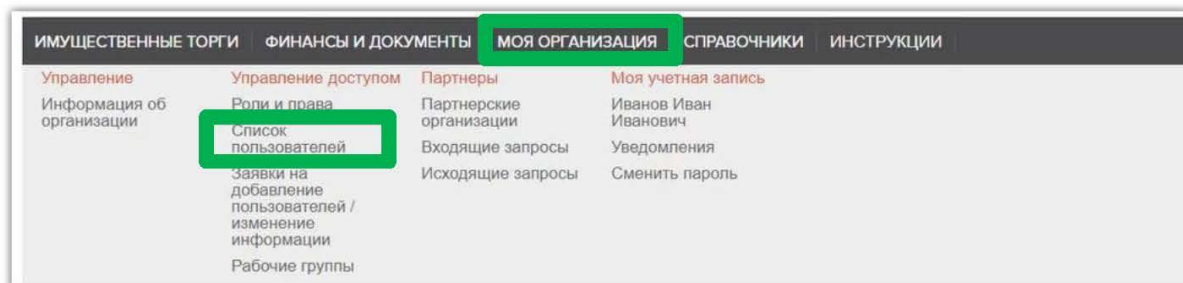 ИМУЩЕСТВЕННЫЕ ТОРГИ ФИНАНСЫ И ДОКУМЕНТЫ МОЯ ОРГАНИЗАЦИЯ СПРАВОЧНИКИ ИНСТРУКЦИИ
Управление
Информация об
организации
Управление доступом
Роли и права
Список
пользователей
Заявки на
добавление
пользователей /
изменение
информации
Рабочие группы
Партнеры
Партнерские
организации
Входящие запросы
Исходящие запросы
Моя учетная запись
Иванов Иван
Иванович
Уведомления
Сменить пароль